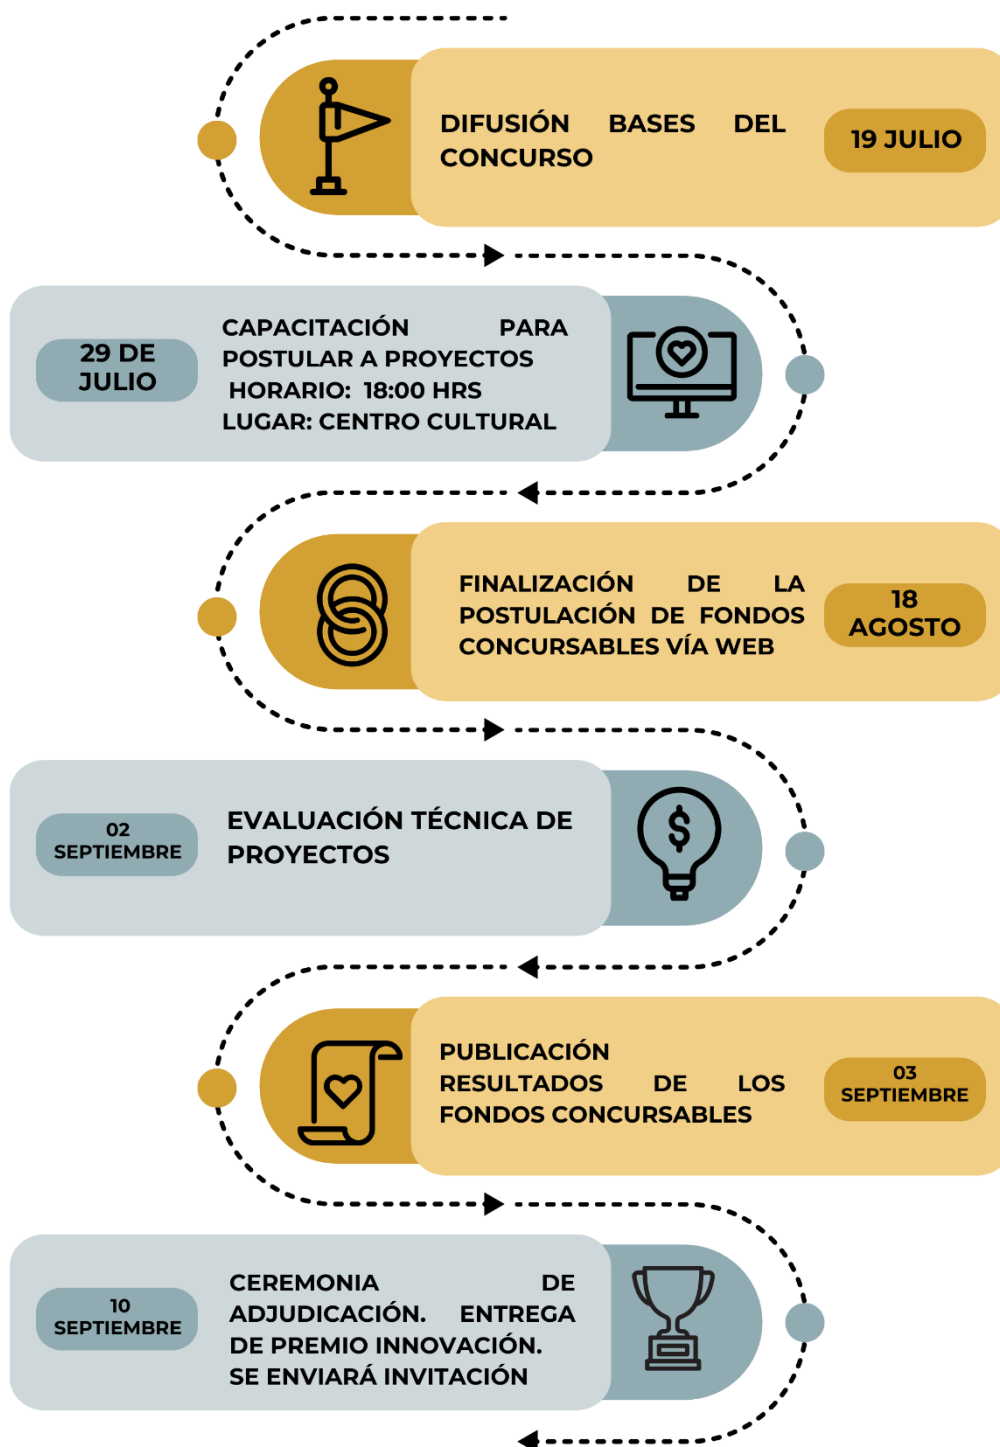 DIFUSIÓN BASES DEL
CONCURSO
19 JULIO
29 DE
JULIO
CAPACITACIÓN PARA
POSTULAR A PROYECTOS
HORARIO: 18:00 HRS
LUGAR: CENTRO CULTURAL
FINALIZACIÓN DE LA
POSTULACIÓN DE FONDOS
CONCURSABLES VÍA WEB
18
AGOSTO
02
SEPTIEMBRE
EVALUACIÓN TÉCNICA DE
PROYECTOS
$
PUBLICACIÓN
RESULTADOS DE LOS
FONDOS CONCURSABLES
03
SEPTIEMBRE
10
SEPTIEMBRE
CEREMONIA DE
ADJUDICACIÓN. ENTREGA
DE PREMIO INNOVACIÓN.
SE ENVIARÁ INVITACIÓN